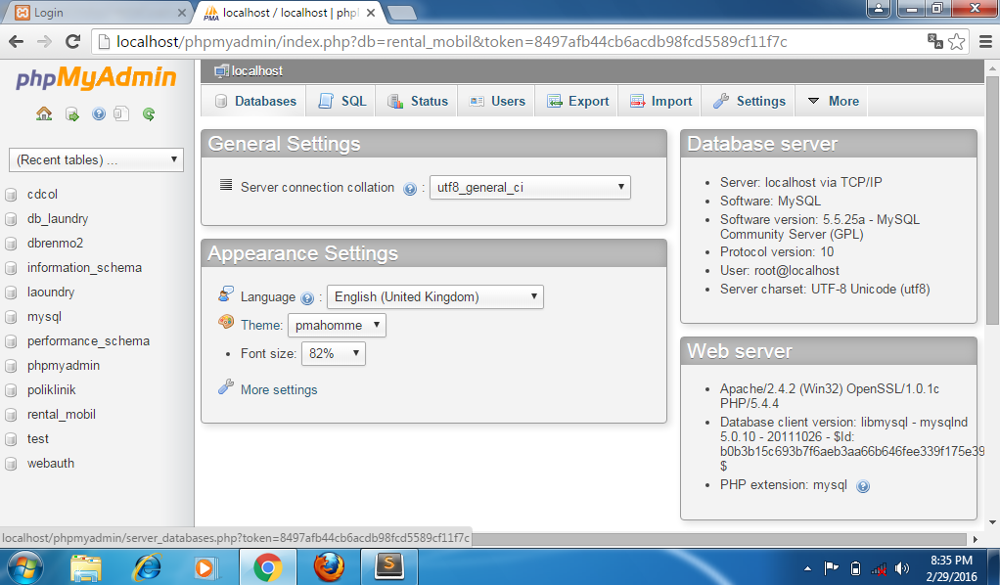 Login
localhost / localhost | phpl
localhost/phpmyadmin/index.php?db=rental_mobil&token=8497afb44cb6acdb98fcd5589cf11f7c
phpMyAdmin
(Recent tables) ...
cdcol
db_laundry
dbrenmo2
information_schema
laoundry
mysql
performance_schema
phpmyadmin
poliklinik
rental_mobil
test
webauth
localhost
Databases SQL Status Users Export Import Settings More
General Settings
Server connection collation : utf8_general_ci
Appearance Settings
Language : English (United Kingdom)
Theme: pmahomme
Font size: 82%
More settings
Database server
Server: localhost via TCP/IP
Software: MySQL
Software version: 5.5.25a - MySQL
Community Server (GPL)
Protocol version: 10
User: root@localhost
Server charset: UTF-8 Unicode (utf8)
Web server
Apache/2.4.2 (Win32) OpenSSL/1.0.1c
PHP/5.4.4
Database client version: libmysql - mysqlnd
5.0.10 - 20111026 - $Id:
b0b3b15c693b7f6aeb3aa66b646fee339f175e39
$
PHP extension: mysql
localhost/phpmyadmin/server_databases.php?token=8497afb44cb6acdb98fcd5589cf11f7c
8:35 PM
2/29/2016